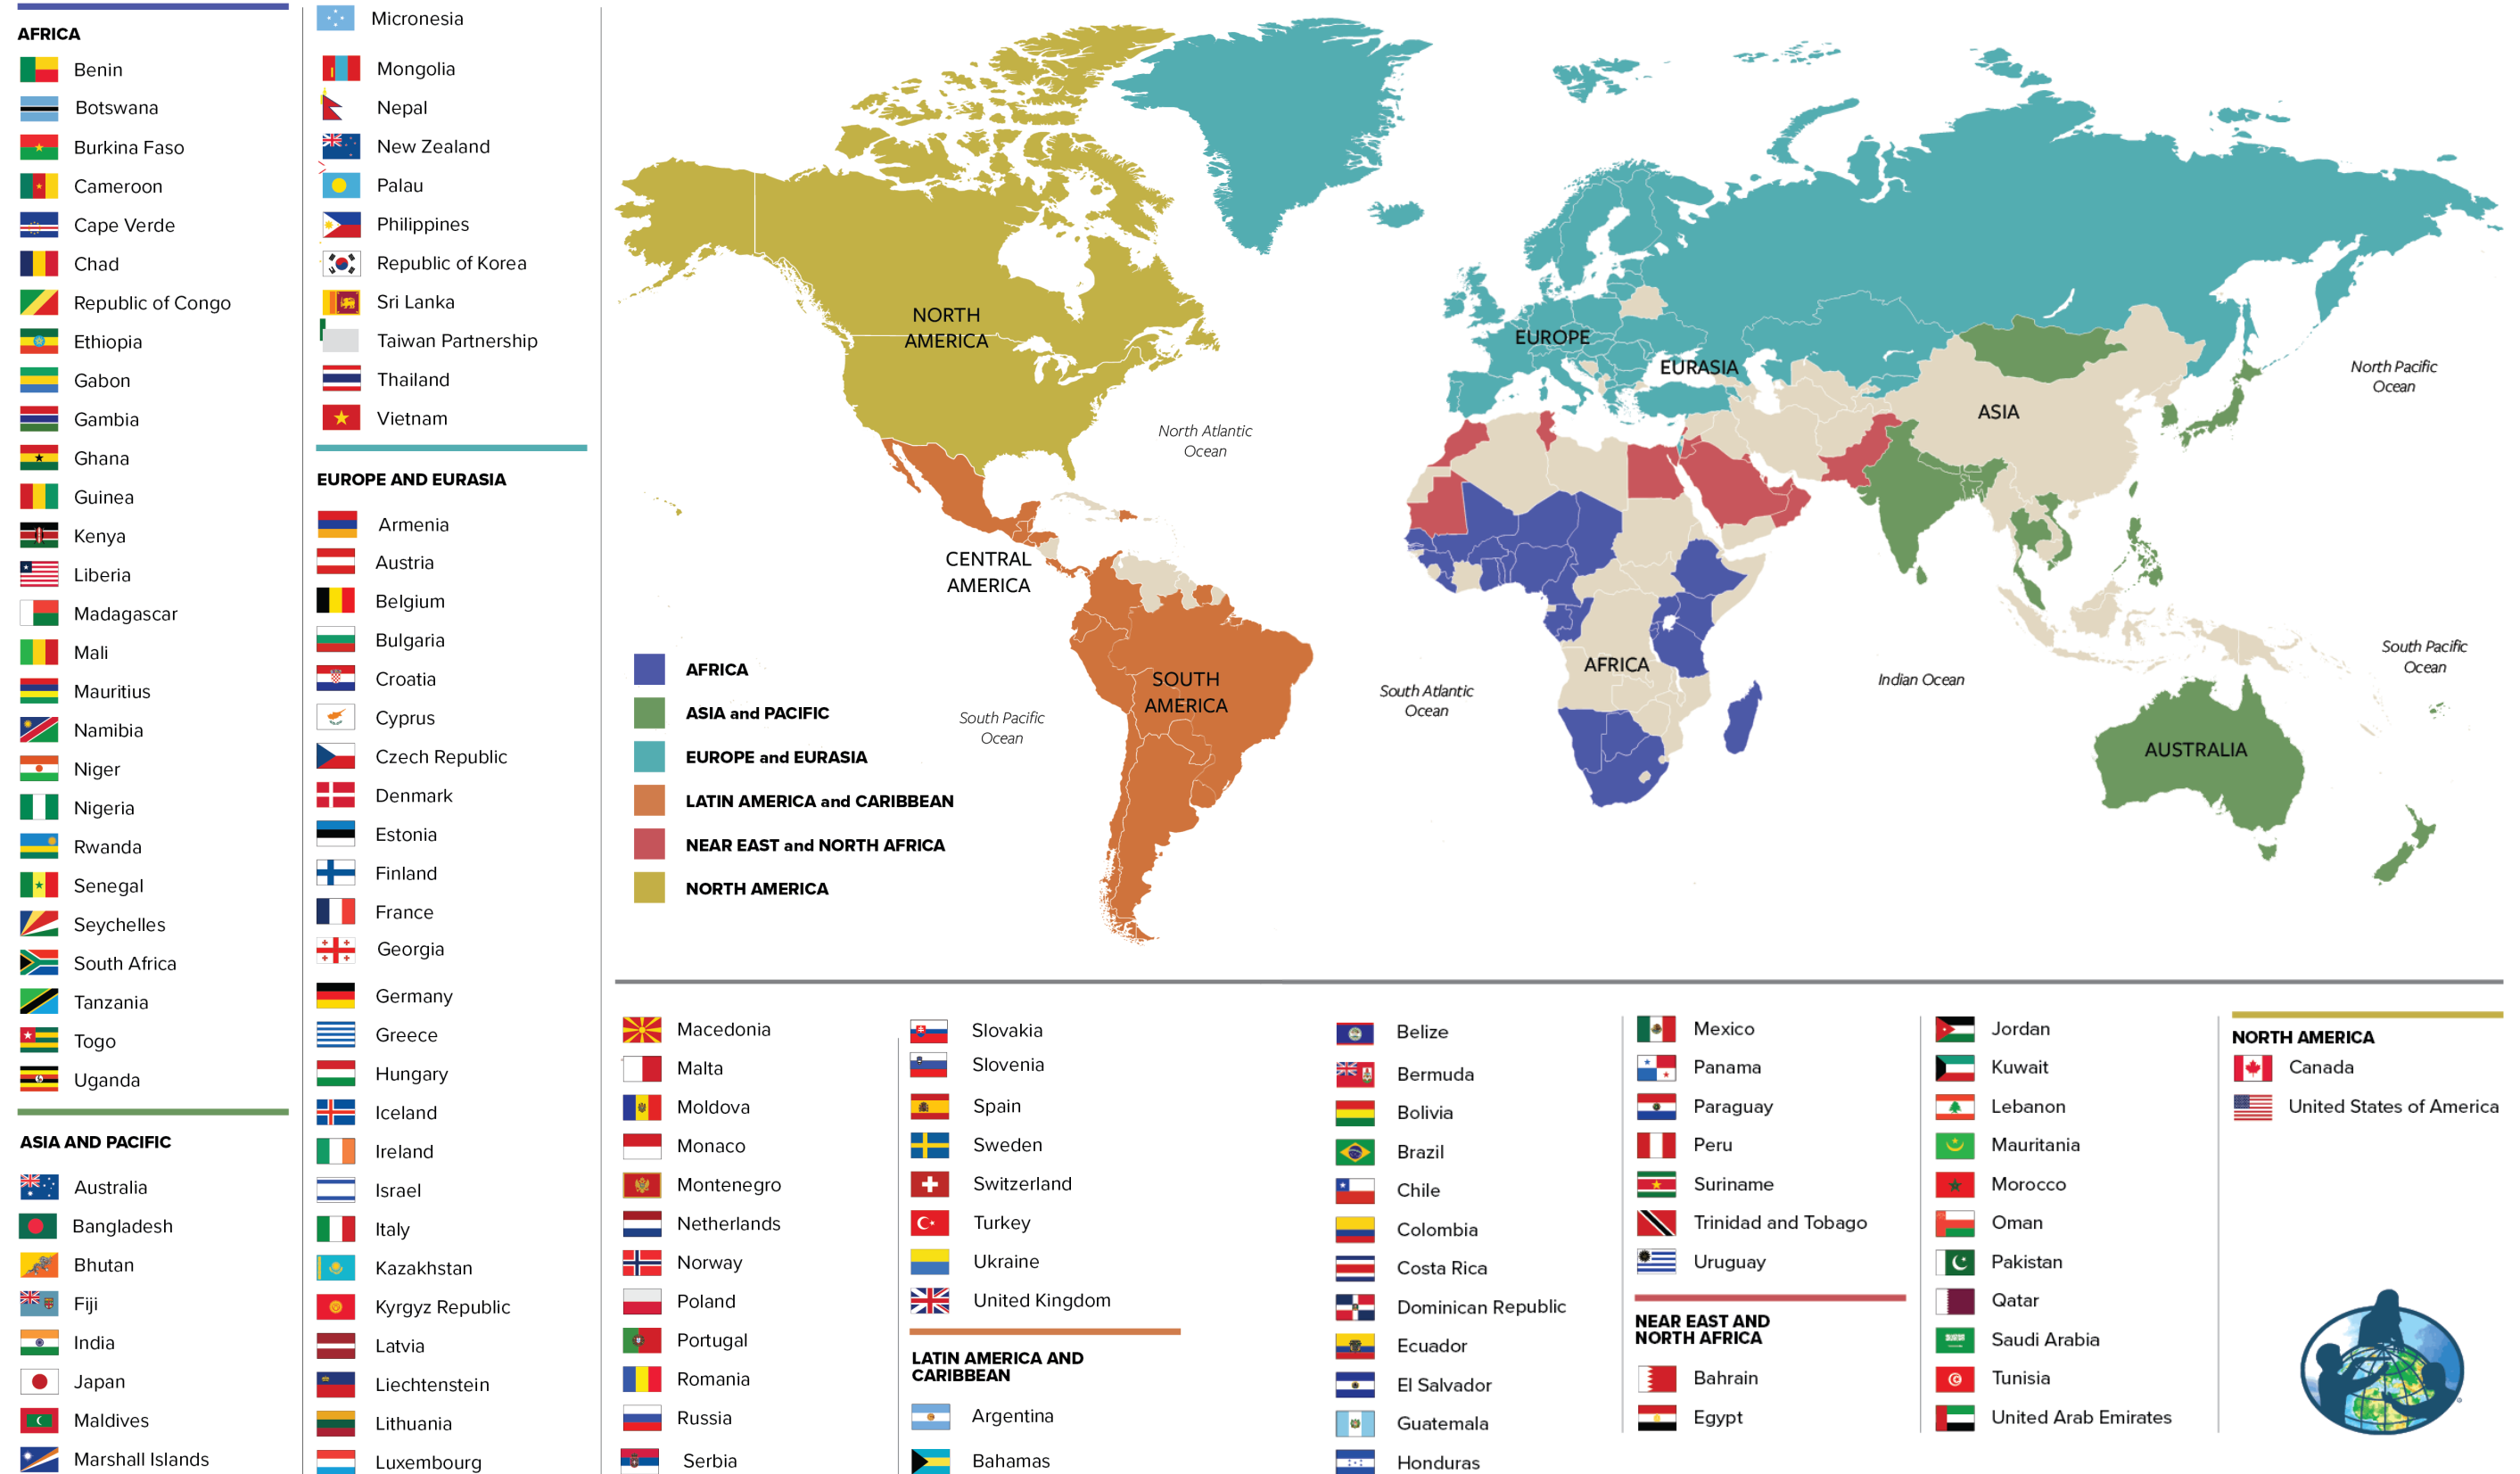 AFRICA
Benin
Botswana
Burkina Faso
Cameroon
Cape Verde
Chad
Republic of Congo
Ethiopia
Gabon
Gambia
Ghana
Guinea
Kenya
Liberia
Madagascar
Mali
Mauritius
Namibia
Niger
Nigeria
Rwanda
Senegal
Seychelles
South Africa
Tanzania
Togo
Uganda
ASIA AND PACIFIC
Australia
Bangladesh
Bhutan
Fiji
India
Japan
Maldives
Marshall Islands
Micronesia
Mongolia
Nepal
New Zealand
Palau
Philippines
Republic of Korea
Sri Lanka
Taiwan Partnership
Thailand
Vietnam
EUROPE AND EURASIA
Armenia
Austria
Belgium
Bulgaria
Croatia
Cyprus
Czech Republic
Denmark
Estonia
Finland
France
Georgia
Germany
Greece
Hungary
Iceland
Ireland
Israel
Italy
Kazakhstan
Kyrgyz Republic
Latvia
Liechtenstein
Lithuania
Luxembourg
NORTH
AMERICA
EUROPE
EURASIA
ASIA
North Pacific
Ocean
North Atlantic
Ocean
CENTRAL
AMERICA
SOUTH
AMERICA
AFRICA
South Atlantic
Ocean
Indian Ocean
South Pacific
Ocean
South Pacific
Ocean
AUSTRALIA
AFRICA
ASIA and PACIFIC
EUROPE and EURASIA
LATIN AMERICA and CARIBBEAN
NEAR EAST and NORTH AFRICA
NORTH AMERICA
Macedonia
Malta
Moldova
Monaco
Montenegro
Netherlands
Norway
Poland
Portugal
Romania
Russia
Serbia
Slovakia
Slovenia
Spain
Sweden
Switzerland
Turkey
Ukraine
United Kingdom
LATIN AMERICA AND
CARIBBEAN
Argentina
Bahamas
Belize
Bermuda
Bolivia
Brazil
Chile
Colombia
Costa Rica
Dominican Republic
Ecuador
El Salvador
Guatemala
Honduras
Mexico
Panama
Paraguay
Peru
Suriname
Trinidad and Tobago
Uruguay
NEAR EAST AND
NORTH AFRICA
Bahrain
Egypt
Jordan
Kuwait
Lebanon
Mauritania
Morocco
Oman
Pakistan
Qatar
Saudi Arabia
Tunisia
United Arab Emirates
NORTH AMERICA
Canada
United States of America